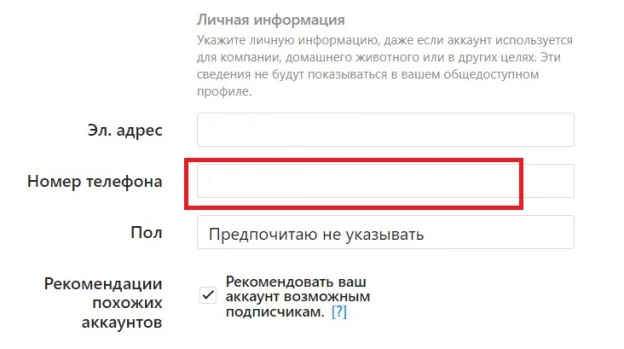 Личная информация
Укажите личную информацию, даже если аккаунт используется
для компании, домашнего животного или в других целях. Эти
сведения не будут показываться в вашем общедоступном
профиле.
Эл. адрес
Номер телефона
Пол
Предпочитаю не указывать
Рекомендации
похожих
аккаунтов
Рекомендовать ваш
аккаунт возможным
подписчикам. [?]